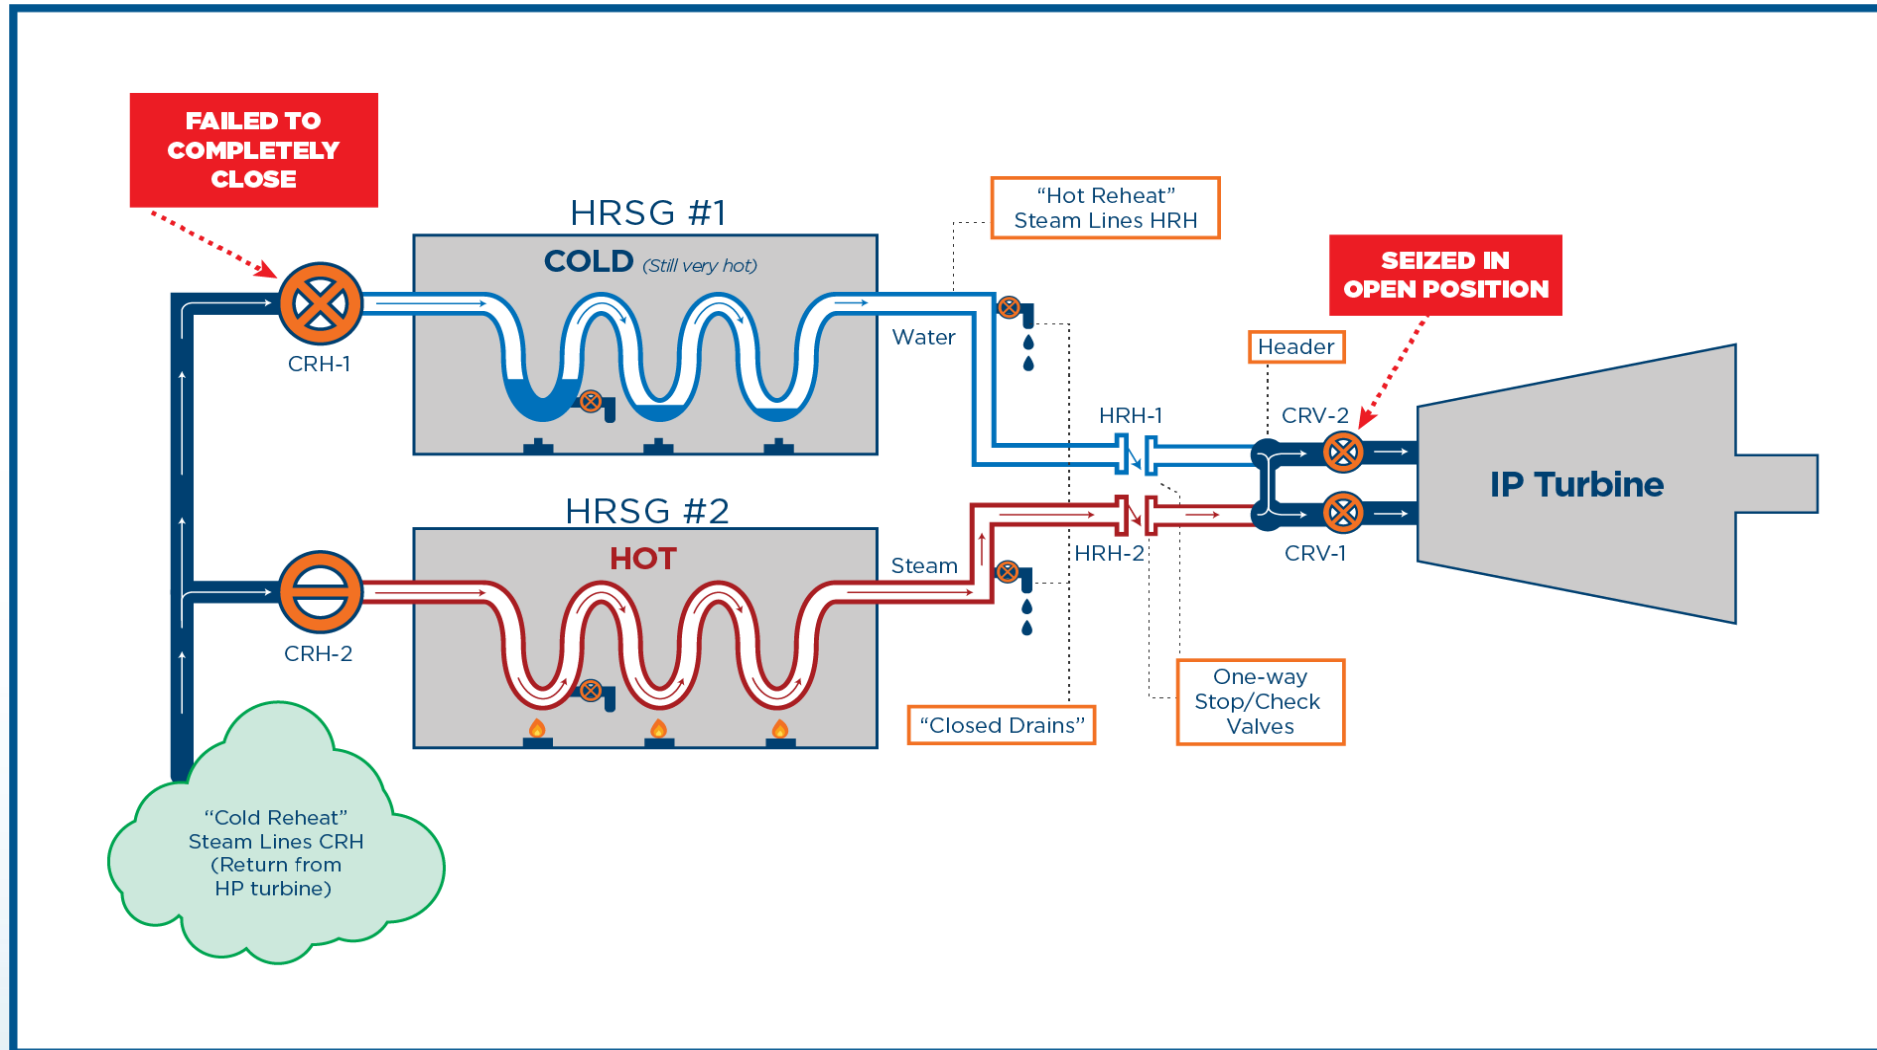 FAILED TO
COMPLETELY
CLOSE
HRSG #1
COLD (Still very hot)
"Hot Reheat"
Steam Lines HRH
SEIZED IN
OPEN POSITION
CRH-1
Water
Header
HRH-1
CRV-2
IP Turbine
HRSG #2
HOT
Steam
HRH-2
CRV-1
CRH-2
One-way
Stop/Check
Valves
"Closed Drains"
"Cold Reheat"
Steam Lines CRH
(Return from
HP turbine)